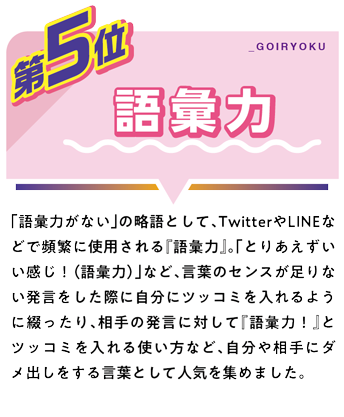 第5位
_GOIRYOKU
語彙力
「語彙力がない」の略語として、TwitterやLINEな
どで頻繁に使用される『語彙力』。「とりあえずい
い感じ！（語彙力）」など、言葉のセンスが足りな
い発言をした際に自分にツッコミを入れるよう
に綴ったり、相手の発言に対して『語彙力！』と
ツッコミを入れる使い方など、自分や相手にダ
メ出しをする言葉として人気を集めました。